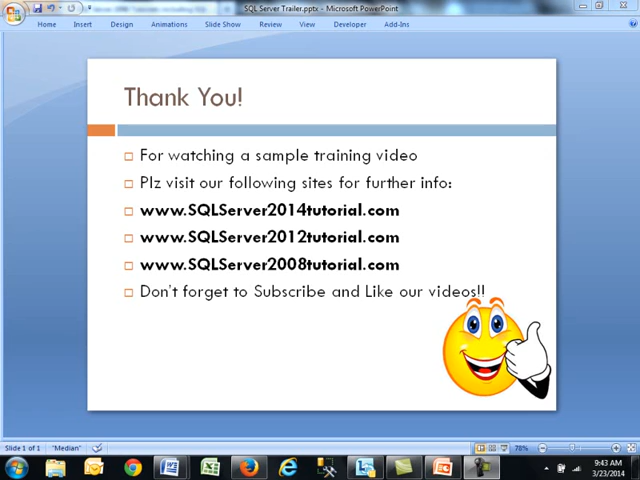 SQL Server Trailer.pptx - Microsoft PowerPoint
Home Insert Design Animations Slide Show Review View Developer Add-Ins
Thank You!
For watching a sample training video
Plz visit our following sites for further info:
www.SQLServer2014tutorial.com
www.SQLServer2012tutorial.com
www.SQLServer2008tutorial.com
Don't forget to Subscribe and Like our videos!!
Slide 1 of 1 "Median" 78%
9:43 AM
3/23/2014